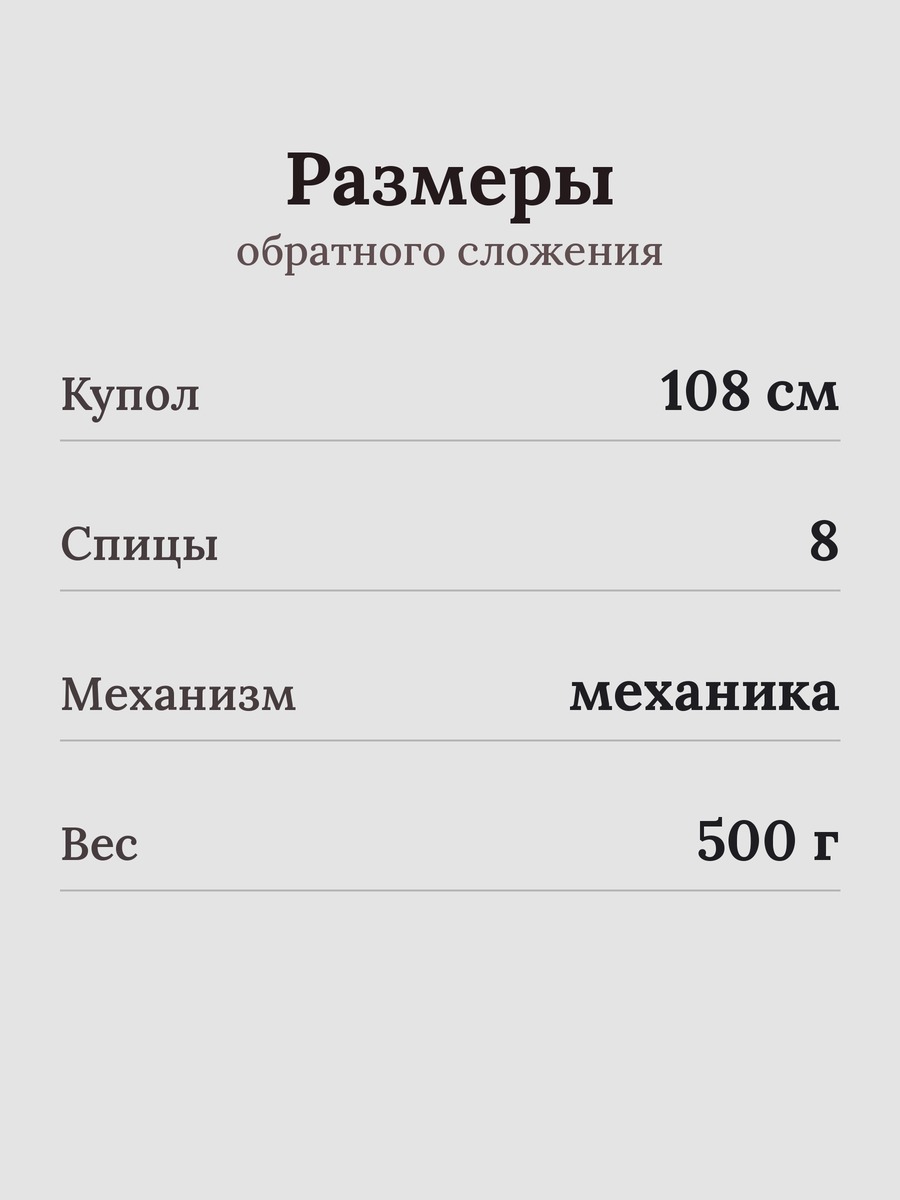 Размеры
обратного сложения
Купол 108 см
Спицы 8
Механизм механика
Вес 500 г